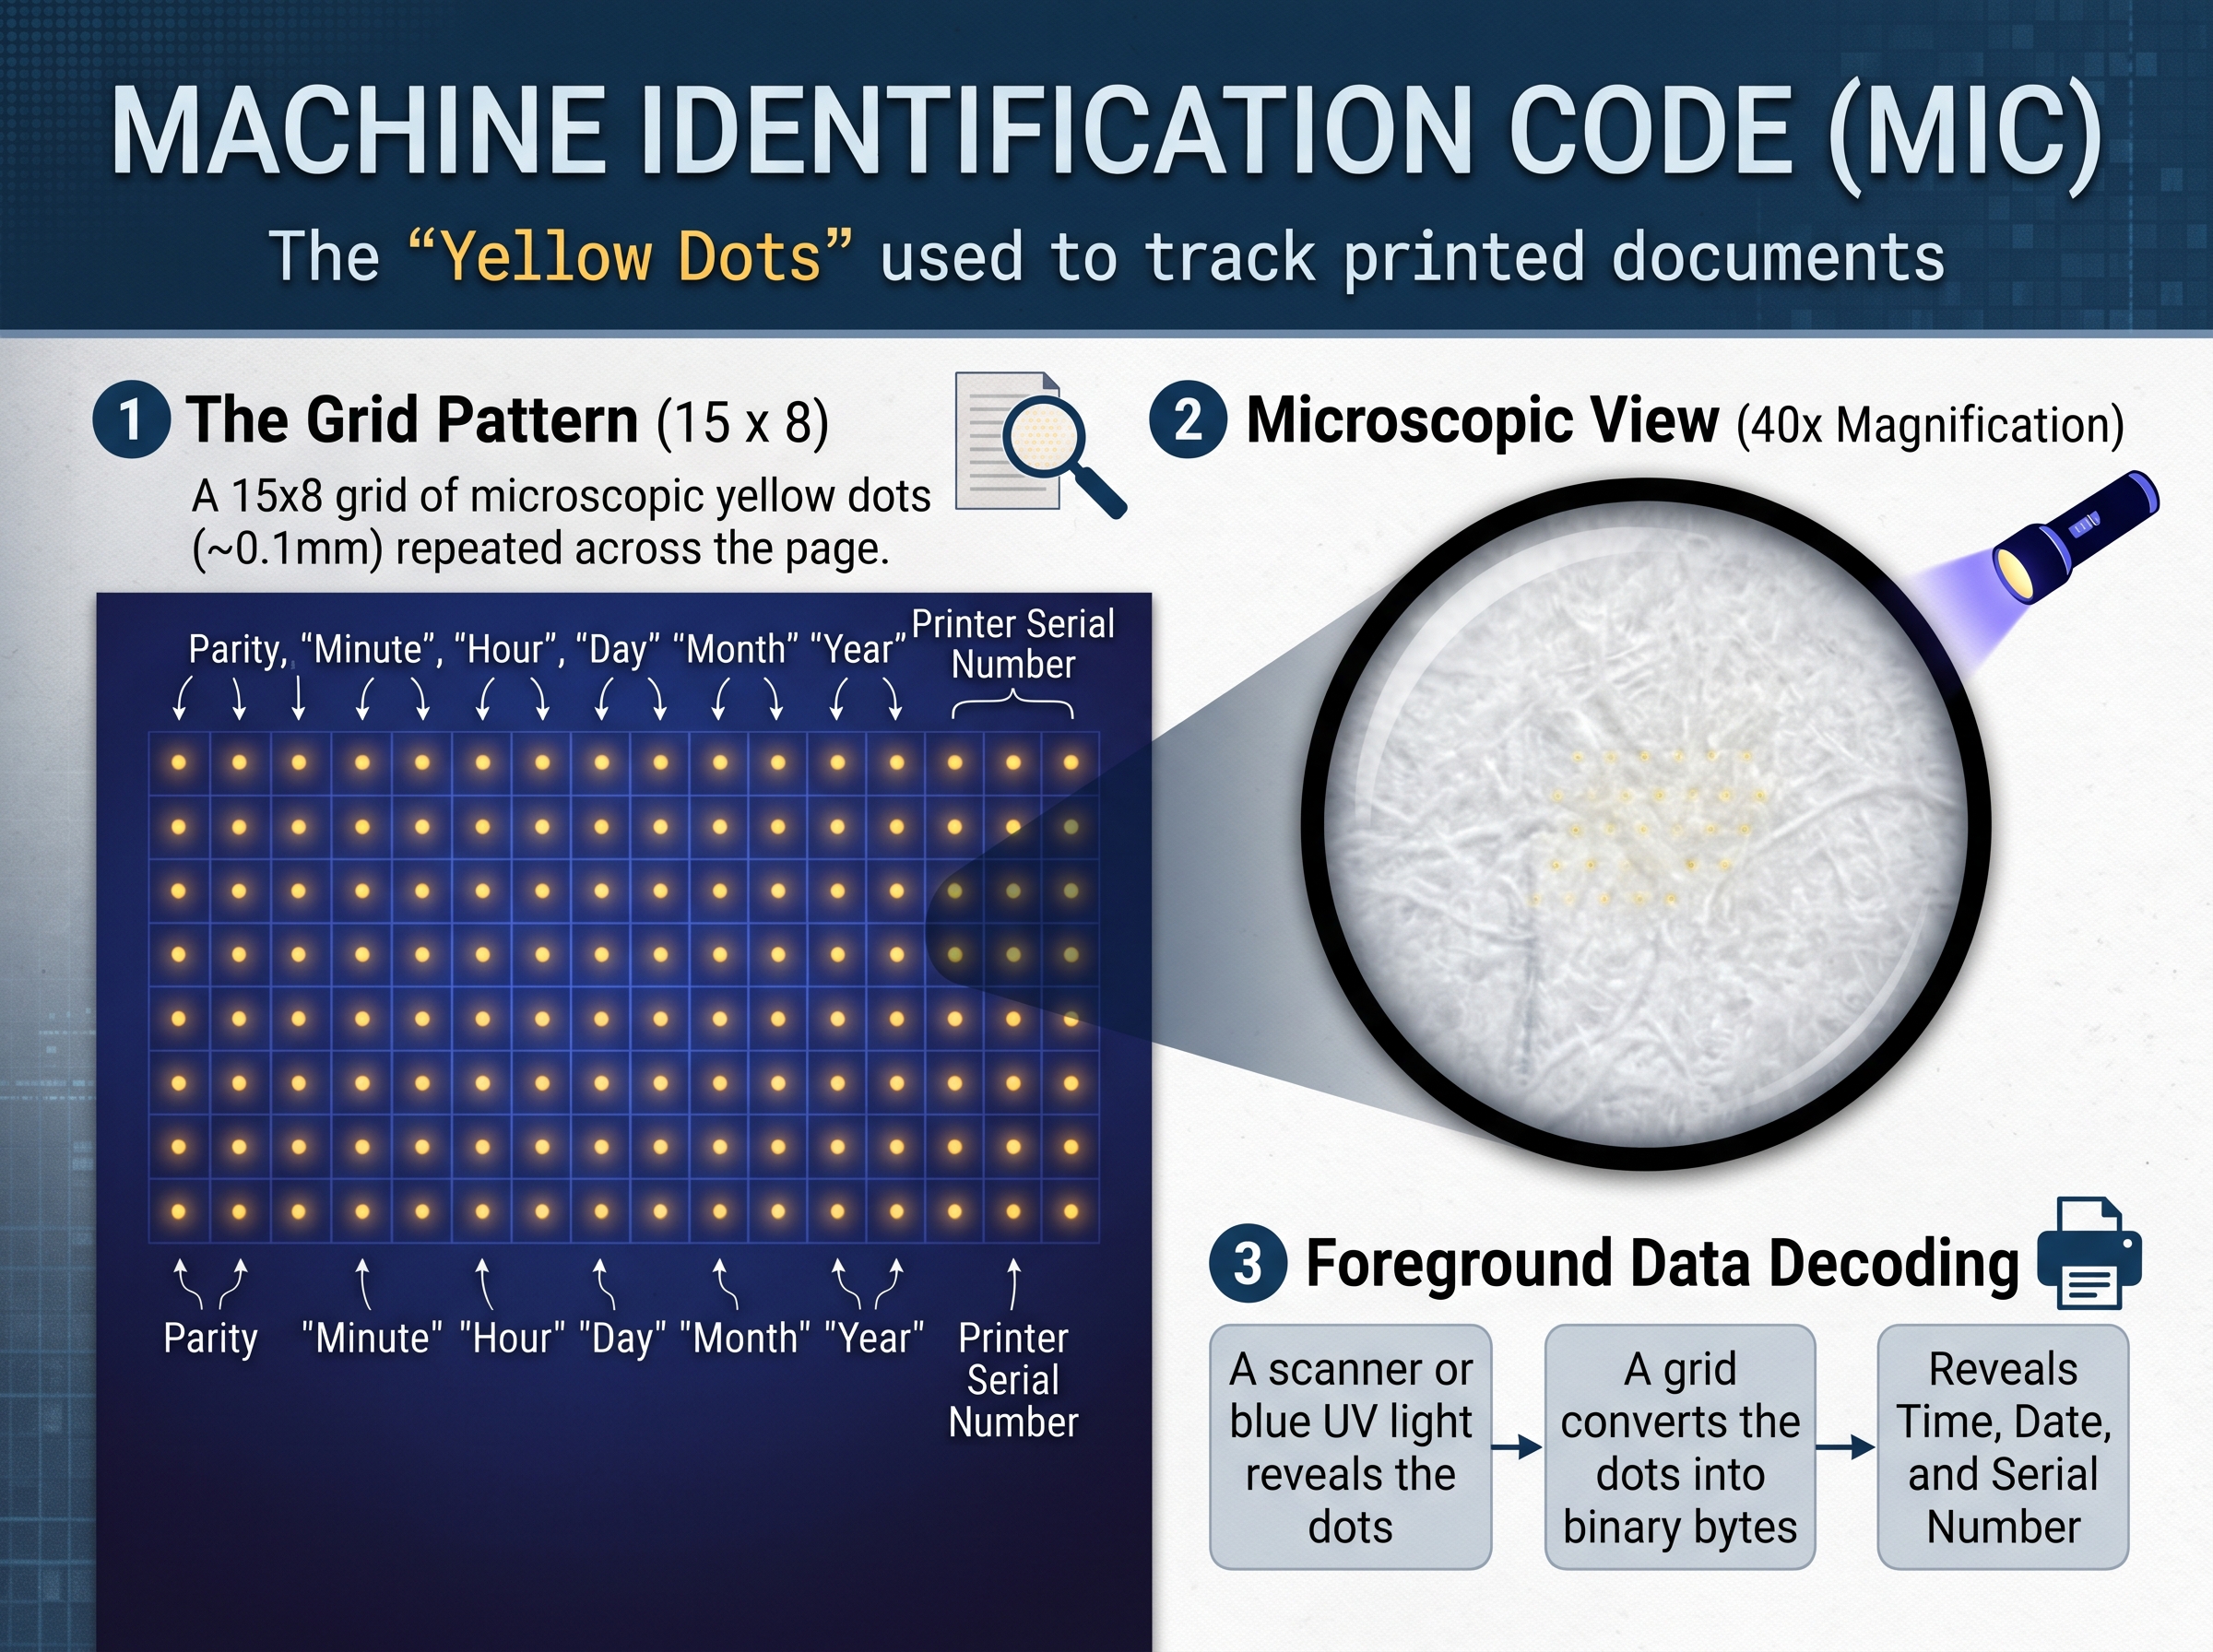 MACHINE IDENTIFICATION CODE (MIC)
The “Yellow Dots” used to track printed documents
1 The Grid Pattern (15 x 8)
A 15x8 grid of microscopic yellow dots
(~0.1mm) repeated across the page.
Parity, “Minute”, “Hour”, “Day” “Month” “Year”
Printer Serial
Number
Parity "Minute" "Hour" "Day" "Month" "Year"
Printer
Serial
Number
2 Microscopic View (40x Magnification)
3 Foreground Data Decoding
A scanner or
blue UV light
reveals the
dots
A grid
converts the
dots into
binary bytes
Reveals
Time, Date,
and Serial
Number